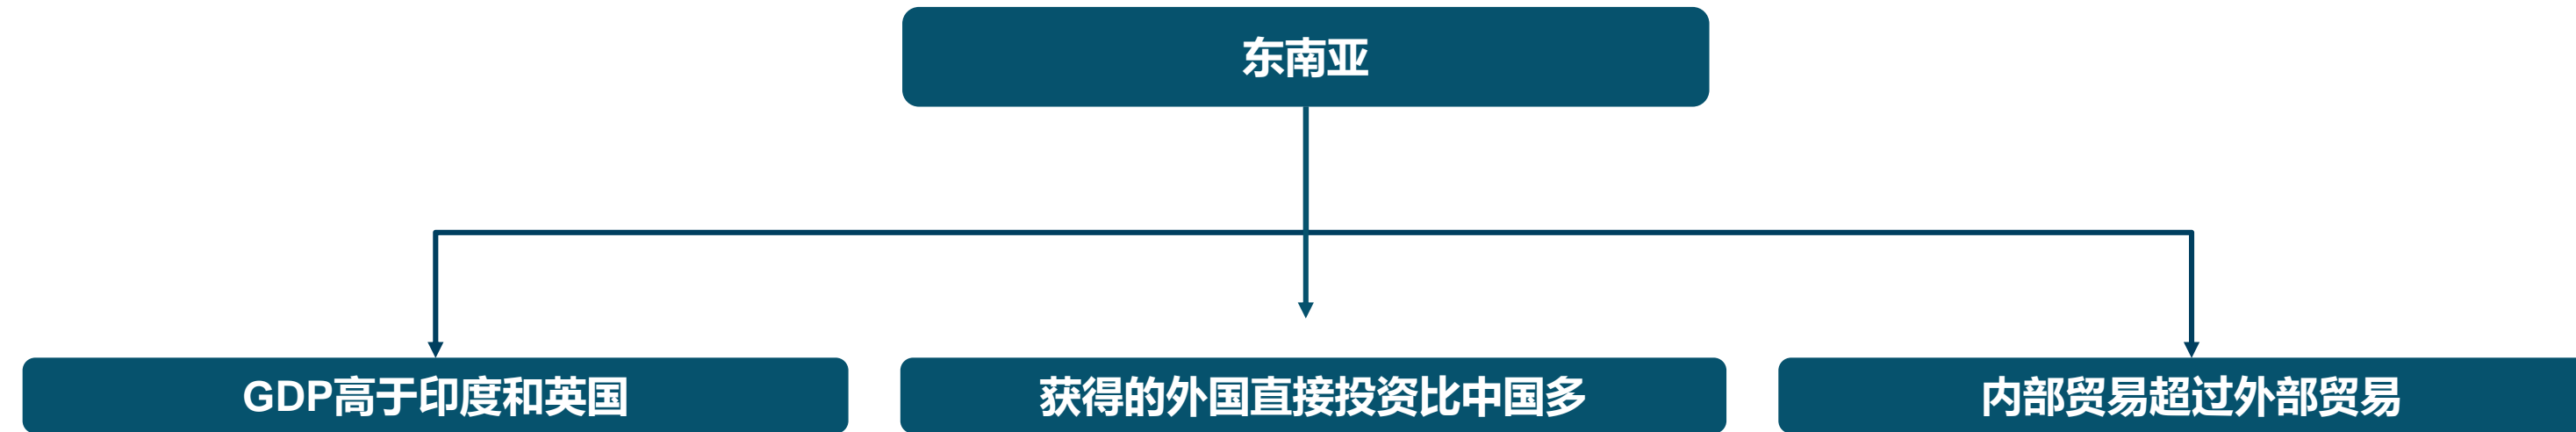 东南亚
GDP高于印度和英国
获得的外国直接投资比中国多
内部贸易超过外部贸易